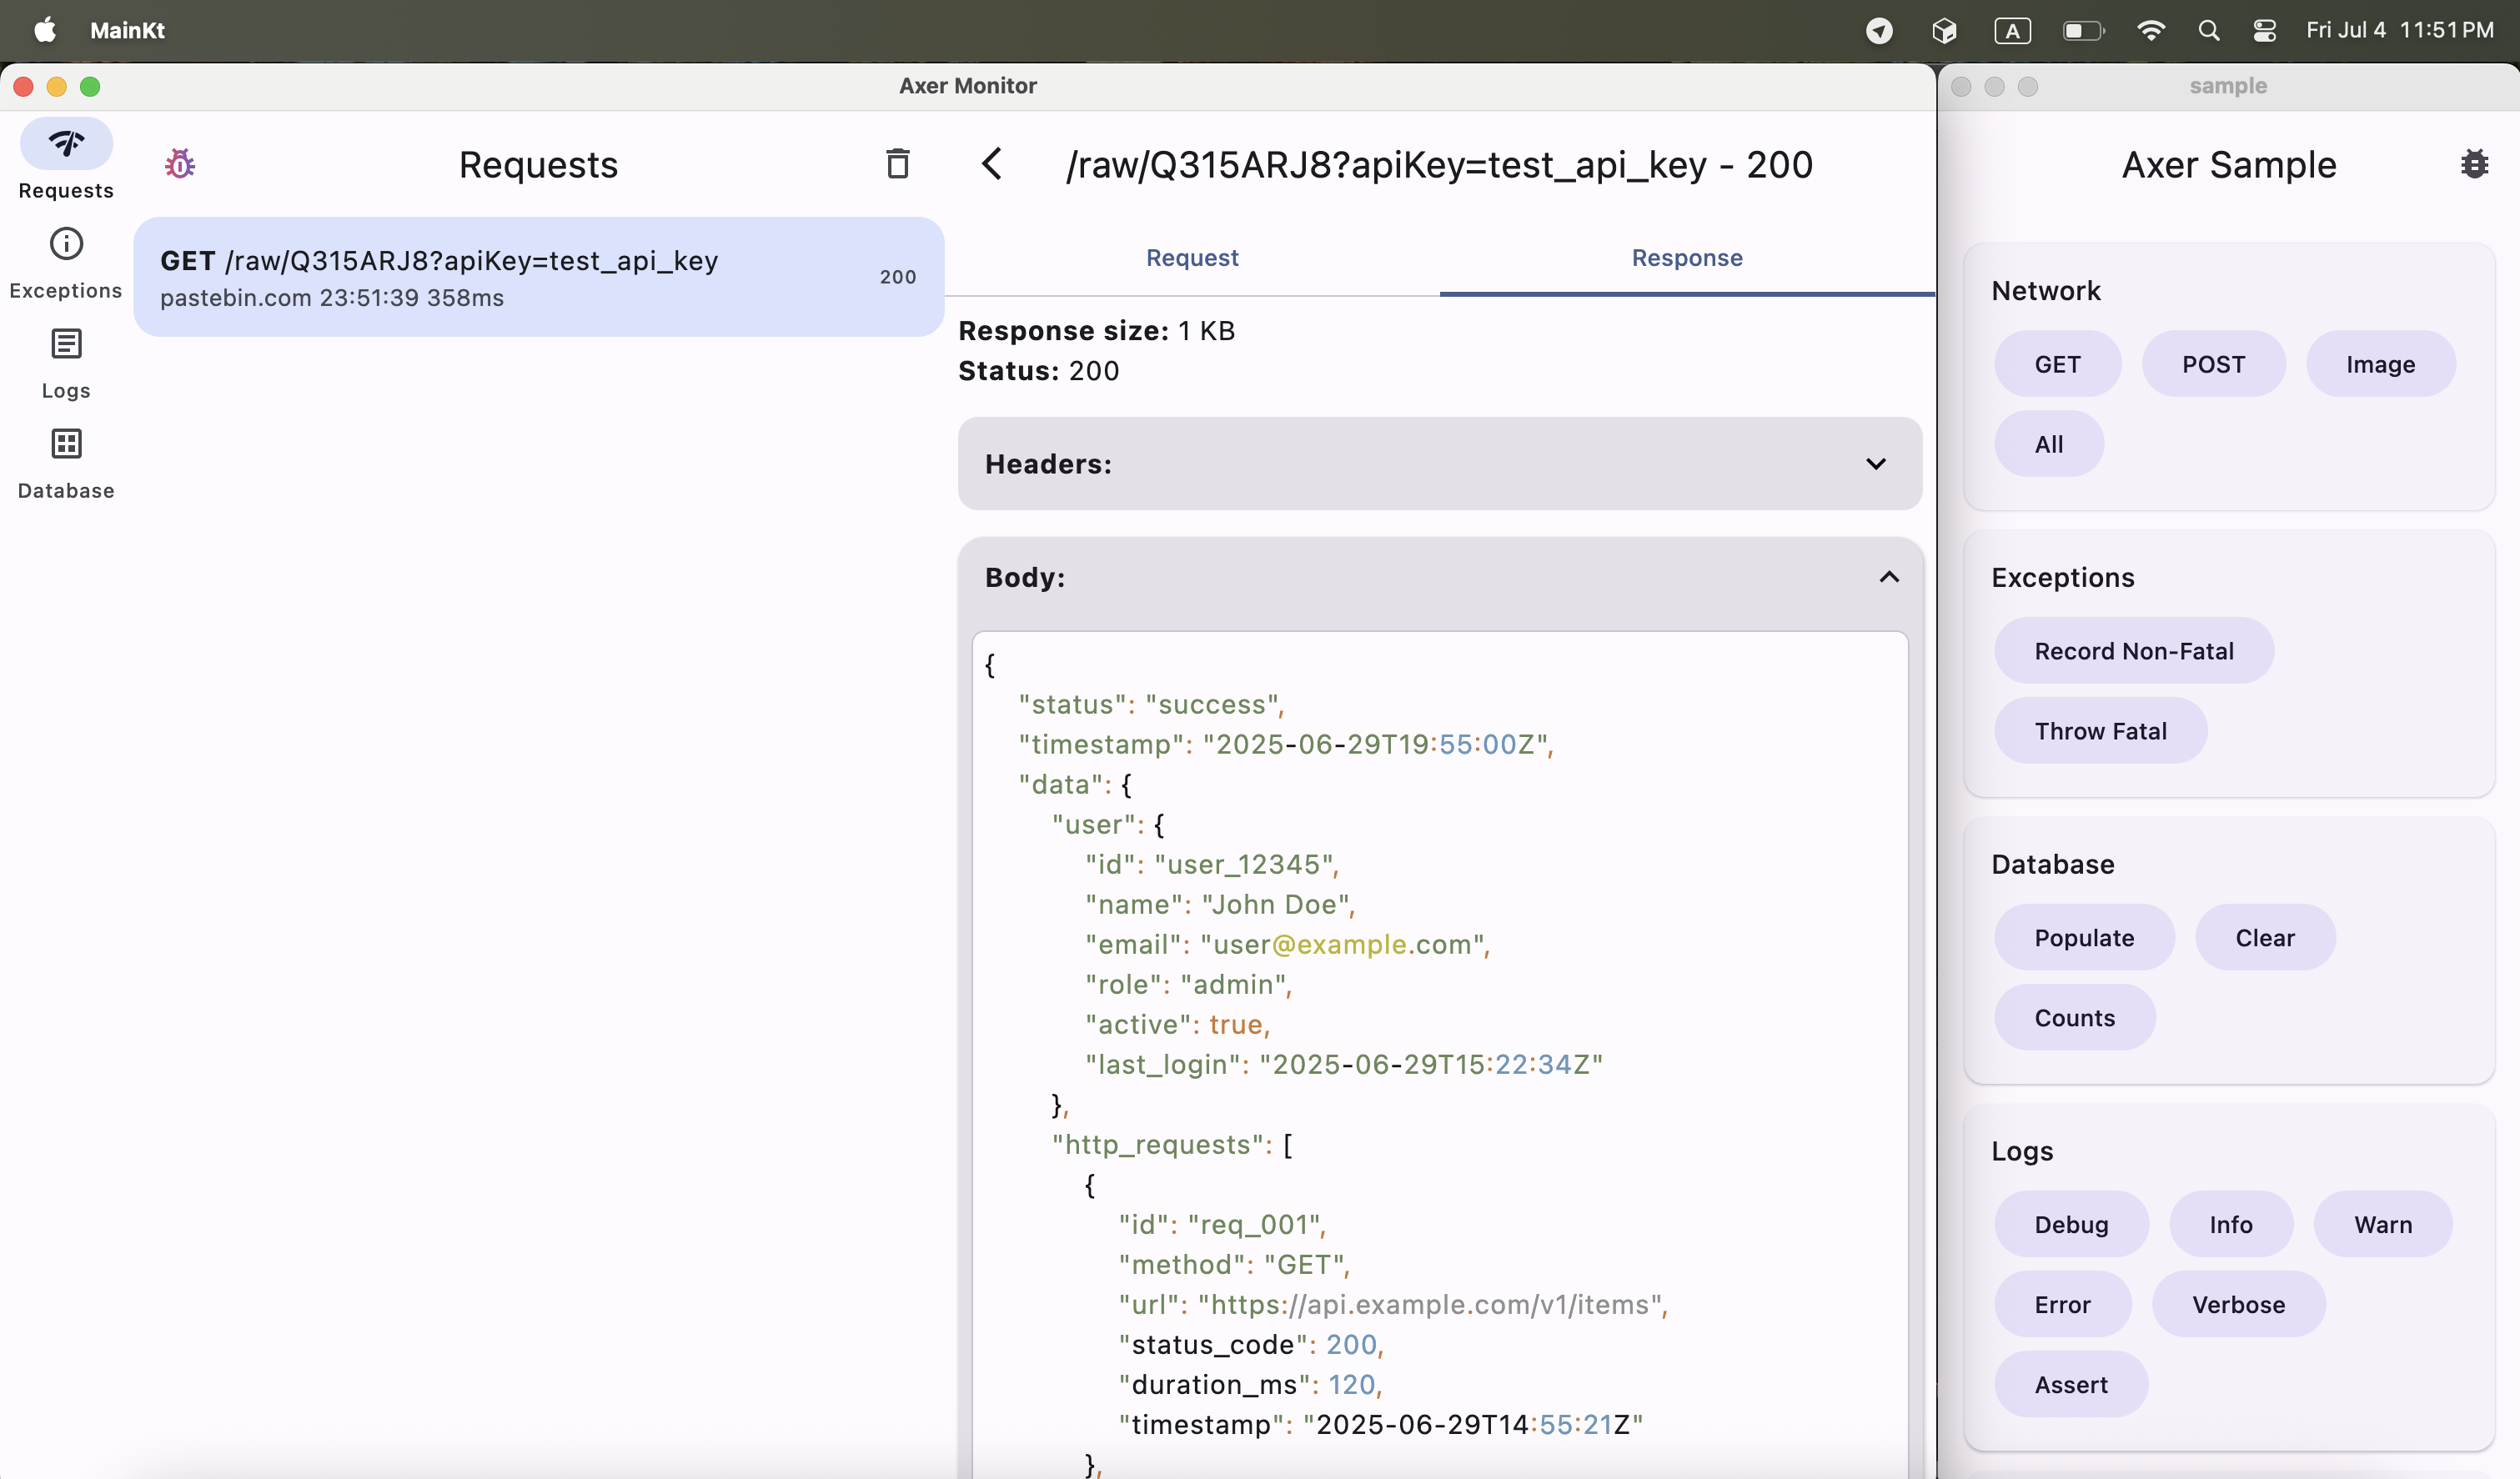 MainKt
A
Fri Jul 4 11:51 PM
Axer Monitor
Requests
Exceptions
Logs
Database
Requests
GET /raw/Q315ARJ8?apiKey=test_api_key
pastebin.com 23:51:39 358ms
200
/raw/Q315ARJ8?apiKey=test_api_key - 200
Request
Response
Response size: 1 KB
Status: 200
Headers:
Body:
{
"status": "success",
"timestamp": "2025-06-29T19:55:00Z",
"data": {
"user": {
"id": "user_12345",
"name": "John Doe",
"email": "user@example.com",
"role": "admin",
"active": true,
"last_login": "2025-06-29T15:22:34Z"
},
"http_requests": [
{
"id": "req_001",
"method": "GET",
"url": "https://api.example.com/v1/items",
"status_code": 200,
"duration_ms": 120,
"timestamp": "2025-06-29T14:55:21Z"
},
sample
Axer Sample
Network
GET
POST
Image
All
Exceptions
Record Non-Fatal
Throw Fatal
Database
Populate
Clear
Counts
Logs
Debug
Info
Warn
Error
Verbose
Assert